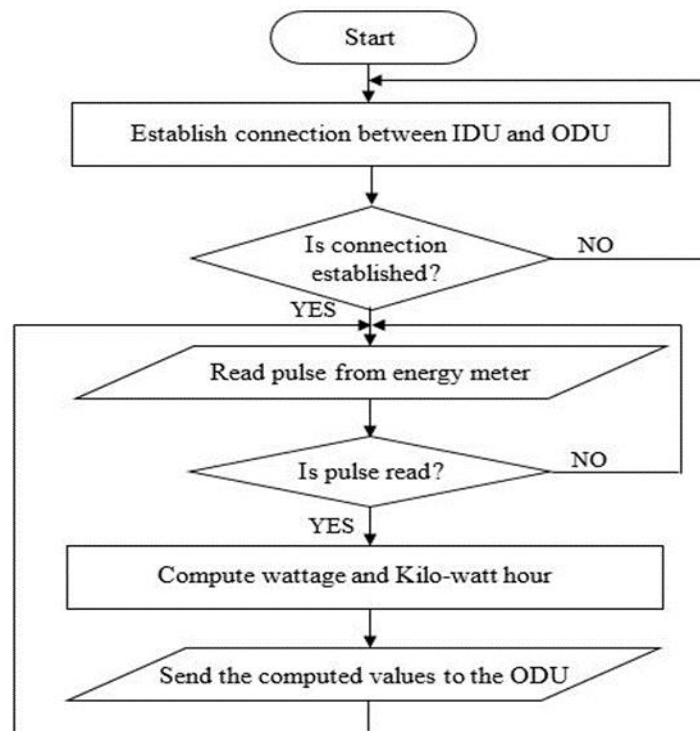 Start
Establish connection between IDU and ODU
Is connection
established?
NO
YES
Read pulse from energy meter
Is pulse read?
NO
YES
Compute wattage and Kilo-watt hour
Send the computed values to the ODU